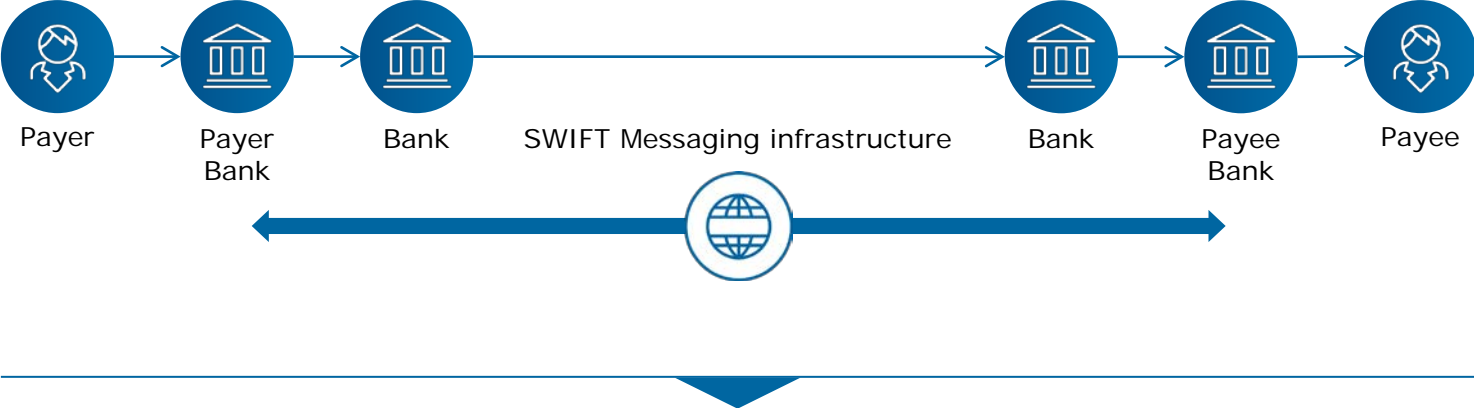 Payer
Payer
Bank
Bank
SWIFT Messaging infrastructure
Bank
Payee
Bank
Payee